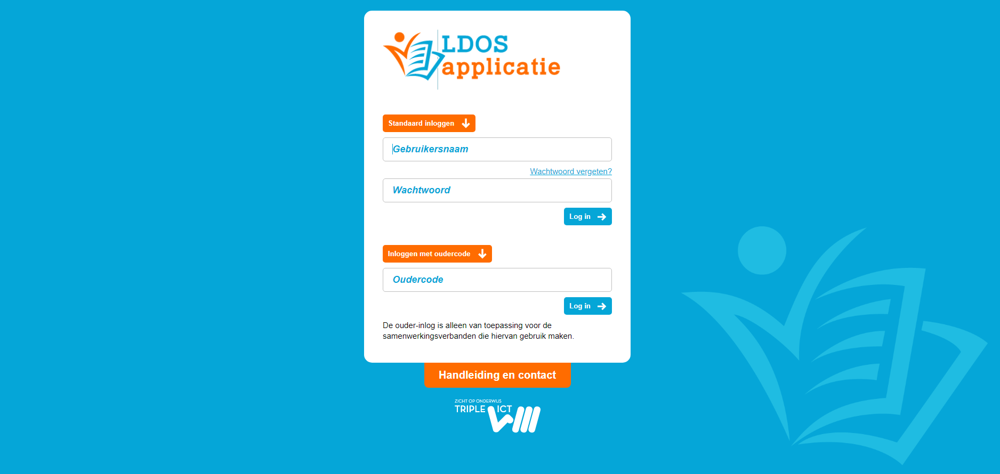 LDOS
applicatie
Standaard inloggen
Gebruikersnaam
Wachtwoord vergeten?
Wachtwoord
Log in
Inloggen met oudercode
Oudercode
Log in
De ouder-inlog is alleen van toepassing voor de
samenwerkingsverbanden die hiervan gebruik maken.
Handleiding en contact
ZICHT OP ONDERWIJS
TRIPLE W ICT